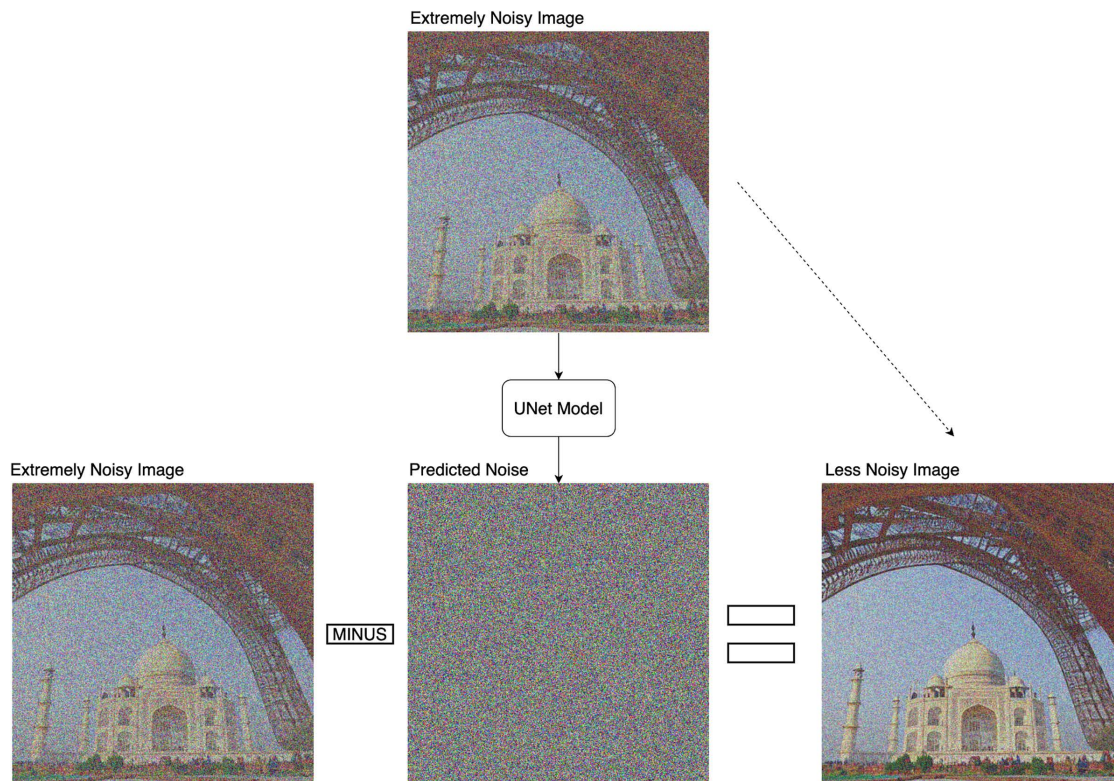 Extremely Noisy Image
UNet Model
Extremely Noisy Image
Predicted Noise
Less Noisy Image
MINUS